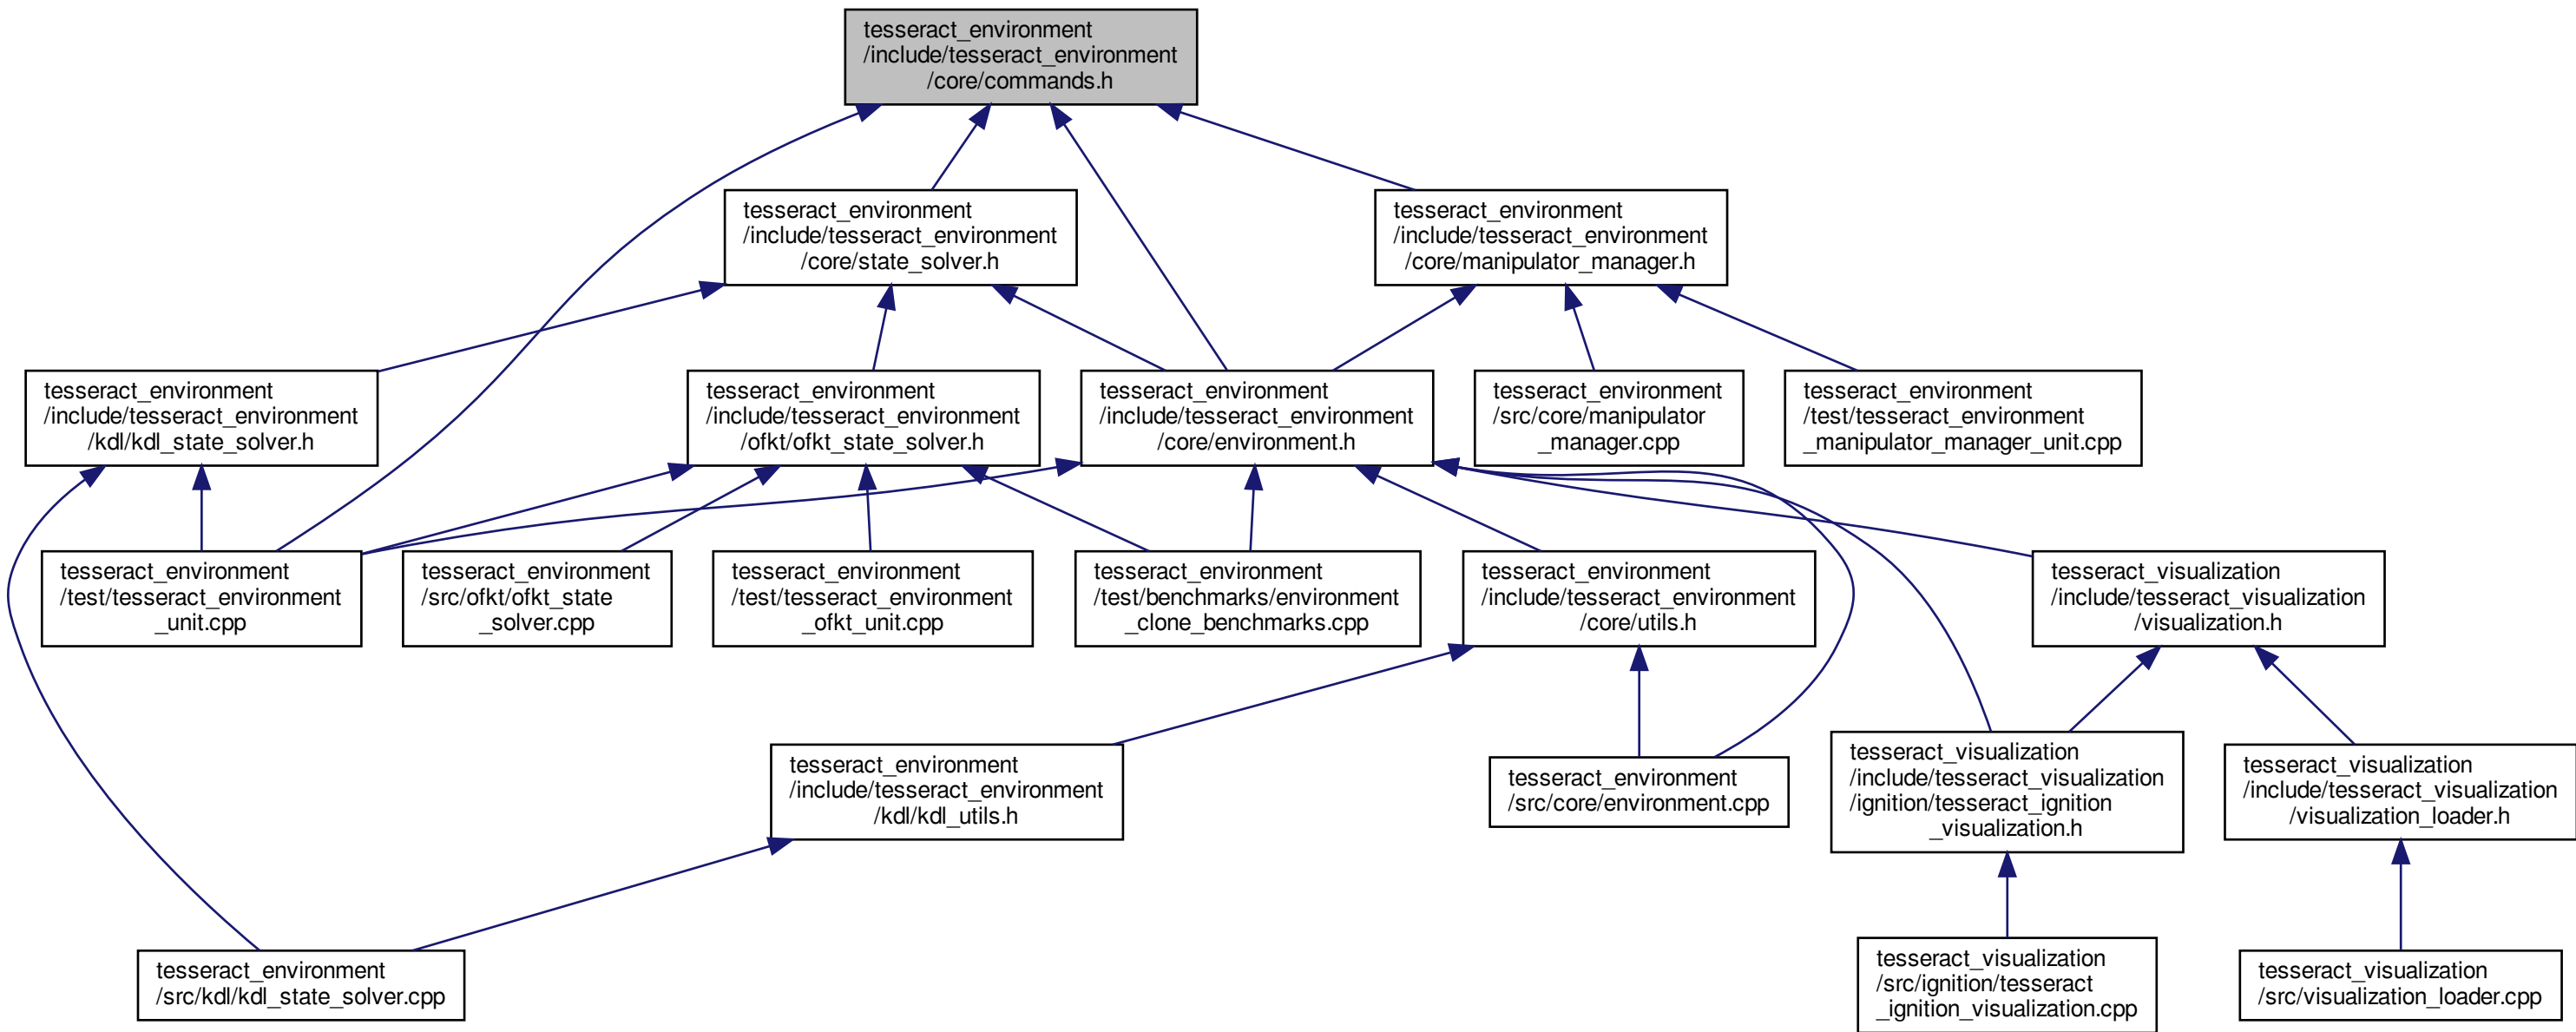 tesseract_environment
/include/tesseract_environment
/core/commands.h
tesseract_environment
/include/tesseract_environment
/core/state_solver.h
tesseract_environment
/include/tesseract_environment
/core/manipulator_manager.h
tesseract_environment
/include/tesseract_environment
/kdl/kdl_state_solver.h
tesseract_environment
/include/tesseract_environment
/ofkt/ofkt_state_solver.h
tesseract_environment
/include/tesseract_environment
/core/environment.h
tesseract_environment
/src/core/manipulator
_manager.cpp
tesseract_environment
/test/tesseract_environment
_manipulator_manager_unit.cpp
tesseract_environment
/test/tesseract_environment
_unit.cpp
tesseract_environment
/src/ofkt/ofkt_state
_solver.cpp
tesseract_environment
/test/tesseract_environment
_ofkt_unit.cpp
tesseract_environment
/test/benchmarks/environment
_clone_benchmarks.cpp
tesseract_environment
/include/tesseract_environment
/core/utils.h
tesseract_visualization
/include/tesseract_visualization
/visualization.h
tesseract_environment
/include/tesseract_environment
/kdl/kdl_utils.h
tesseract_environment
/src/core/environment.cpp
tesseract_visualization
/include/tesseract_visualization
/ignition/tesseract_ignition
_visualization.h
tesseract_visualization
/include/tesseract_visualization
/visualization_loader.h
tesseract_environment
/src/kdl/kdl_state_solver.cpp
tesseract_visualization
/src/ignition/tesseract
_ignition_visualization.cpp
tesseract_visualization
/src/visualization_loader.cpp